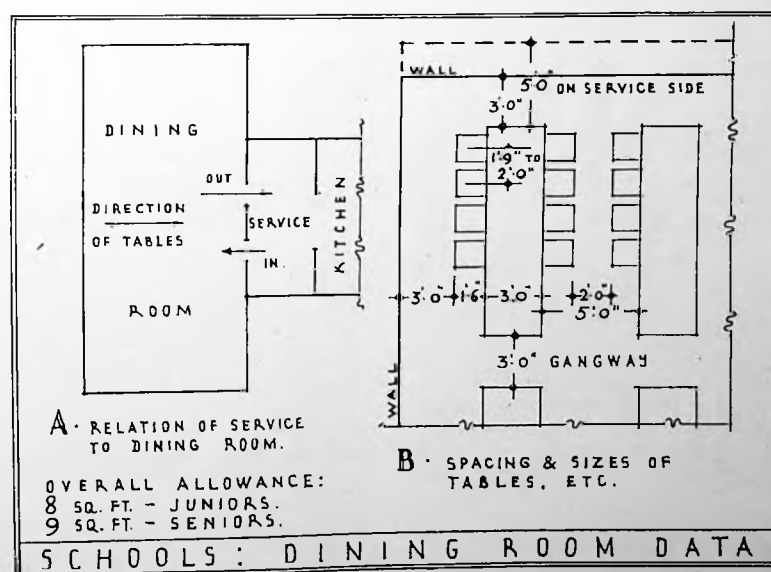 DINING
OUT
DIRECTION
OF TABLES
SERVICE
IN
ROOM
KITCHEN
A · RELATION OF SERVICE
TO DINING ROOM.
OVERALL ALLOWANCE:
8 SQ. FT. – JUNIORS.
9 SQ. FT. – SENIORS.
WALL
5'·0"
ON SERVICE SIDE
3'·0"
1'·9" TO
2'·0"
3'·0"
1'·6
3'·0"
2'·0"
5'·0"
3'·0" GANGWAY
WALL
B · SPACING & SIZES OF
TABLES, ETC.
SCHOOLS: DINING ROOM DATA